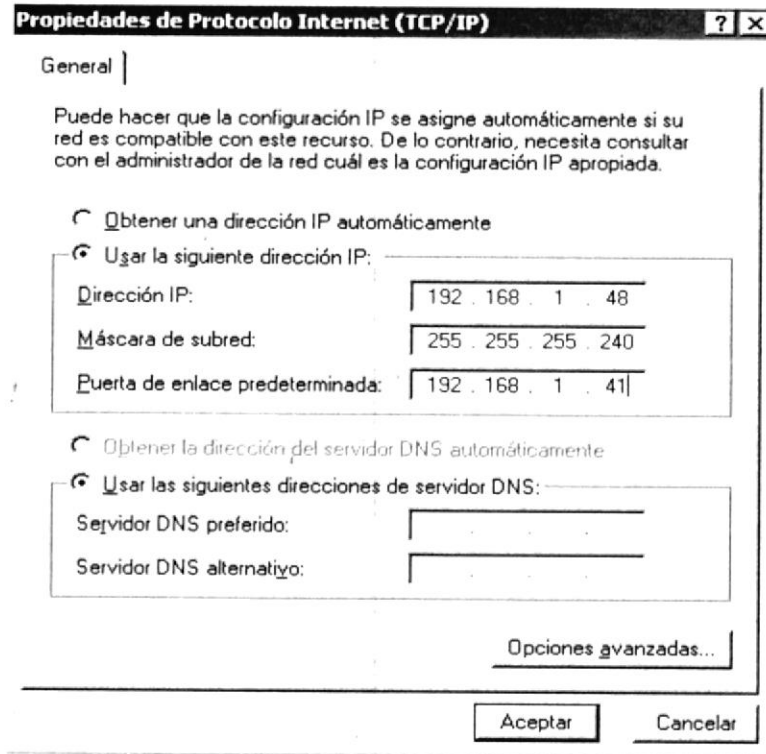 Propiedades de Protocolo Internet (TCP/IP)
General
Puede hacer que la configuración IP se asigne automáticamente si su
red es compatible con este recurso. De lo contrario, necesita consultar
con el administrador de la red cuál es la configuración IP apropiada.
Obtener una dirección IP automáticamente
Usar la siguiente dirección IP:
Dirección IP: 192 . 168 . 1 . 48
Máscara de subred: 255 . 255 . 255 . 240
Puerta de enlace predeterminada: 192 . 168 . 1 . 41
Obtener la dirección del servidor DNS automáticamente
Usar las siguientes direcciones de servidor DNS:
Servidor DNS preferido: . . .
Servidor DNS alternativo: . . .
Opciones avanzadas...
Aceptar Cancelar